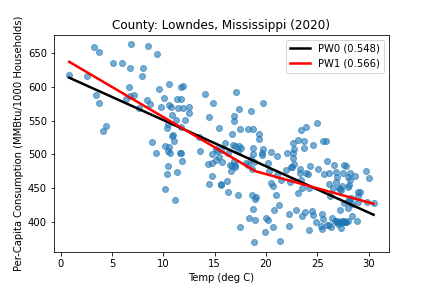 County: Lowndes, Mississippi (2020)
Per-Capita Consumption (MMBtu/1000 Households)
650
600
550
500
450
400
PW0 (0.548)
PW1 (0.566)
0 5 10 15 20 25 30
Temp (deg C)